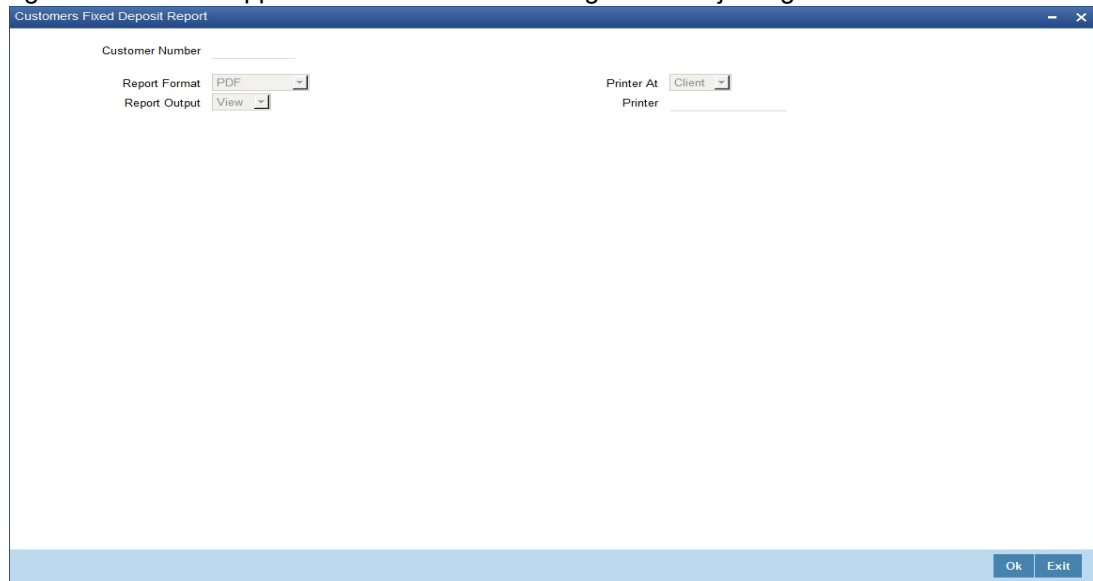 Customers Fixed Deposit Report
Customer Number
Report Format PDF Printer At Client
Report Output View Printer
Ok Exit